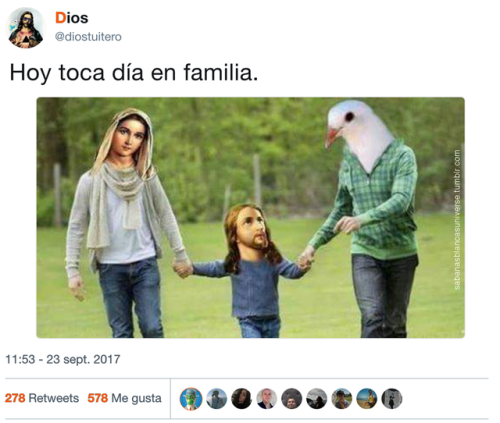 Dios
@diostuitero
Hoy toca día en familia.
sabanasblancasuniverse.tumblr.com
11:53 - 23 sept. 2017
278 Retweets 578 Me gusta